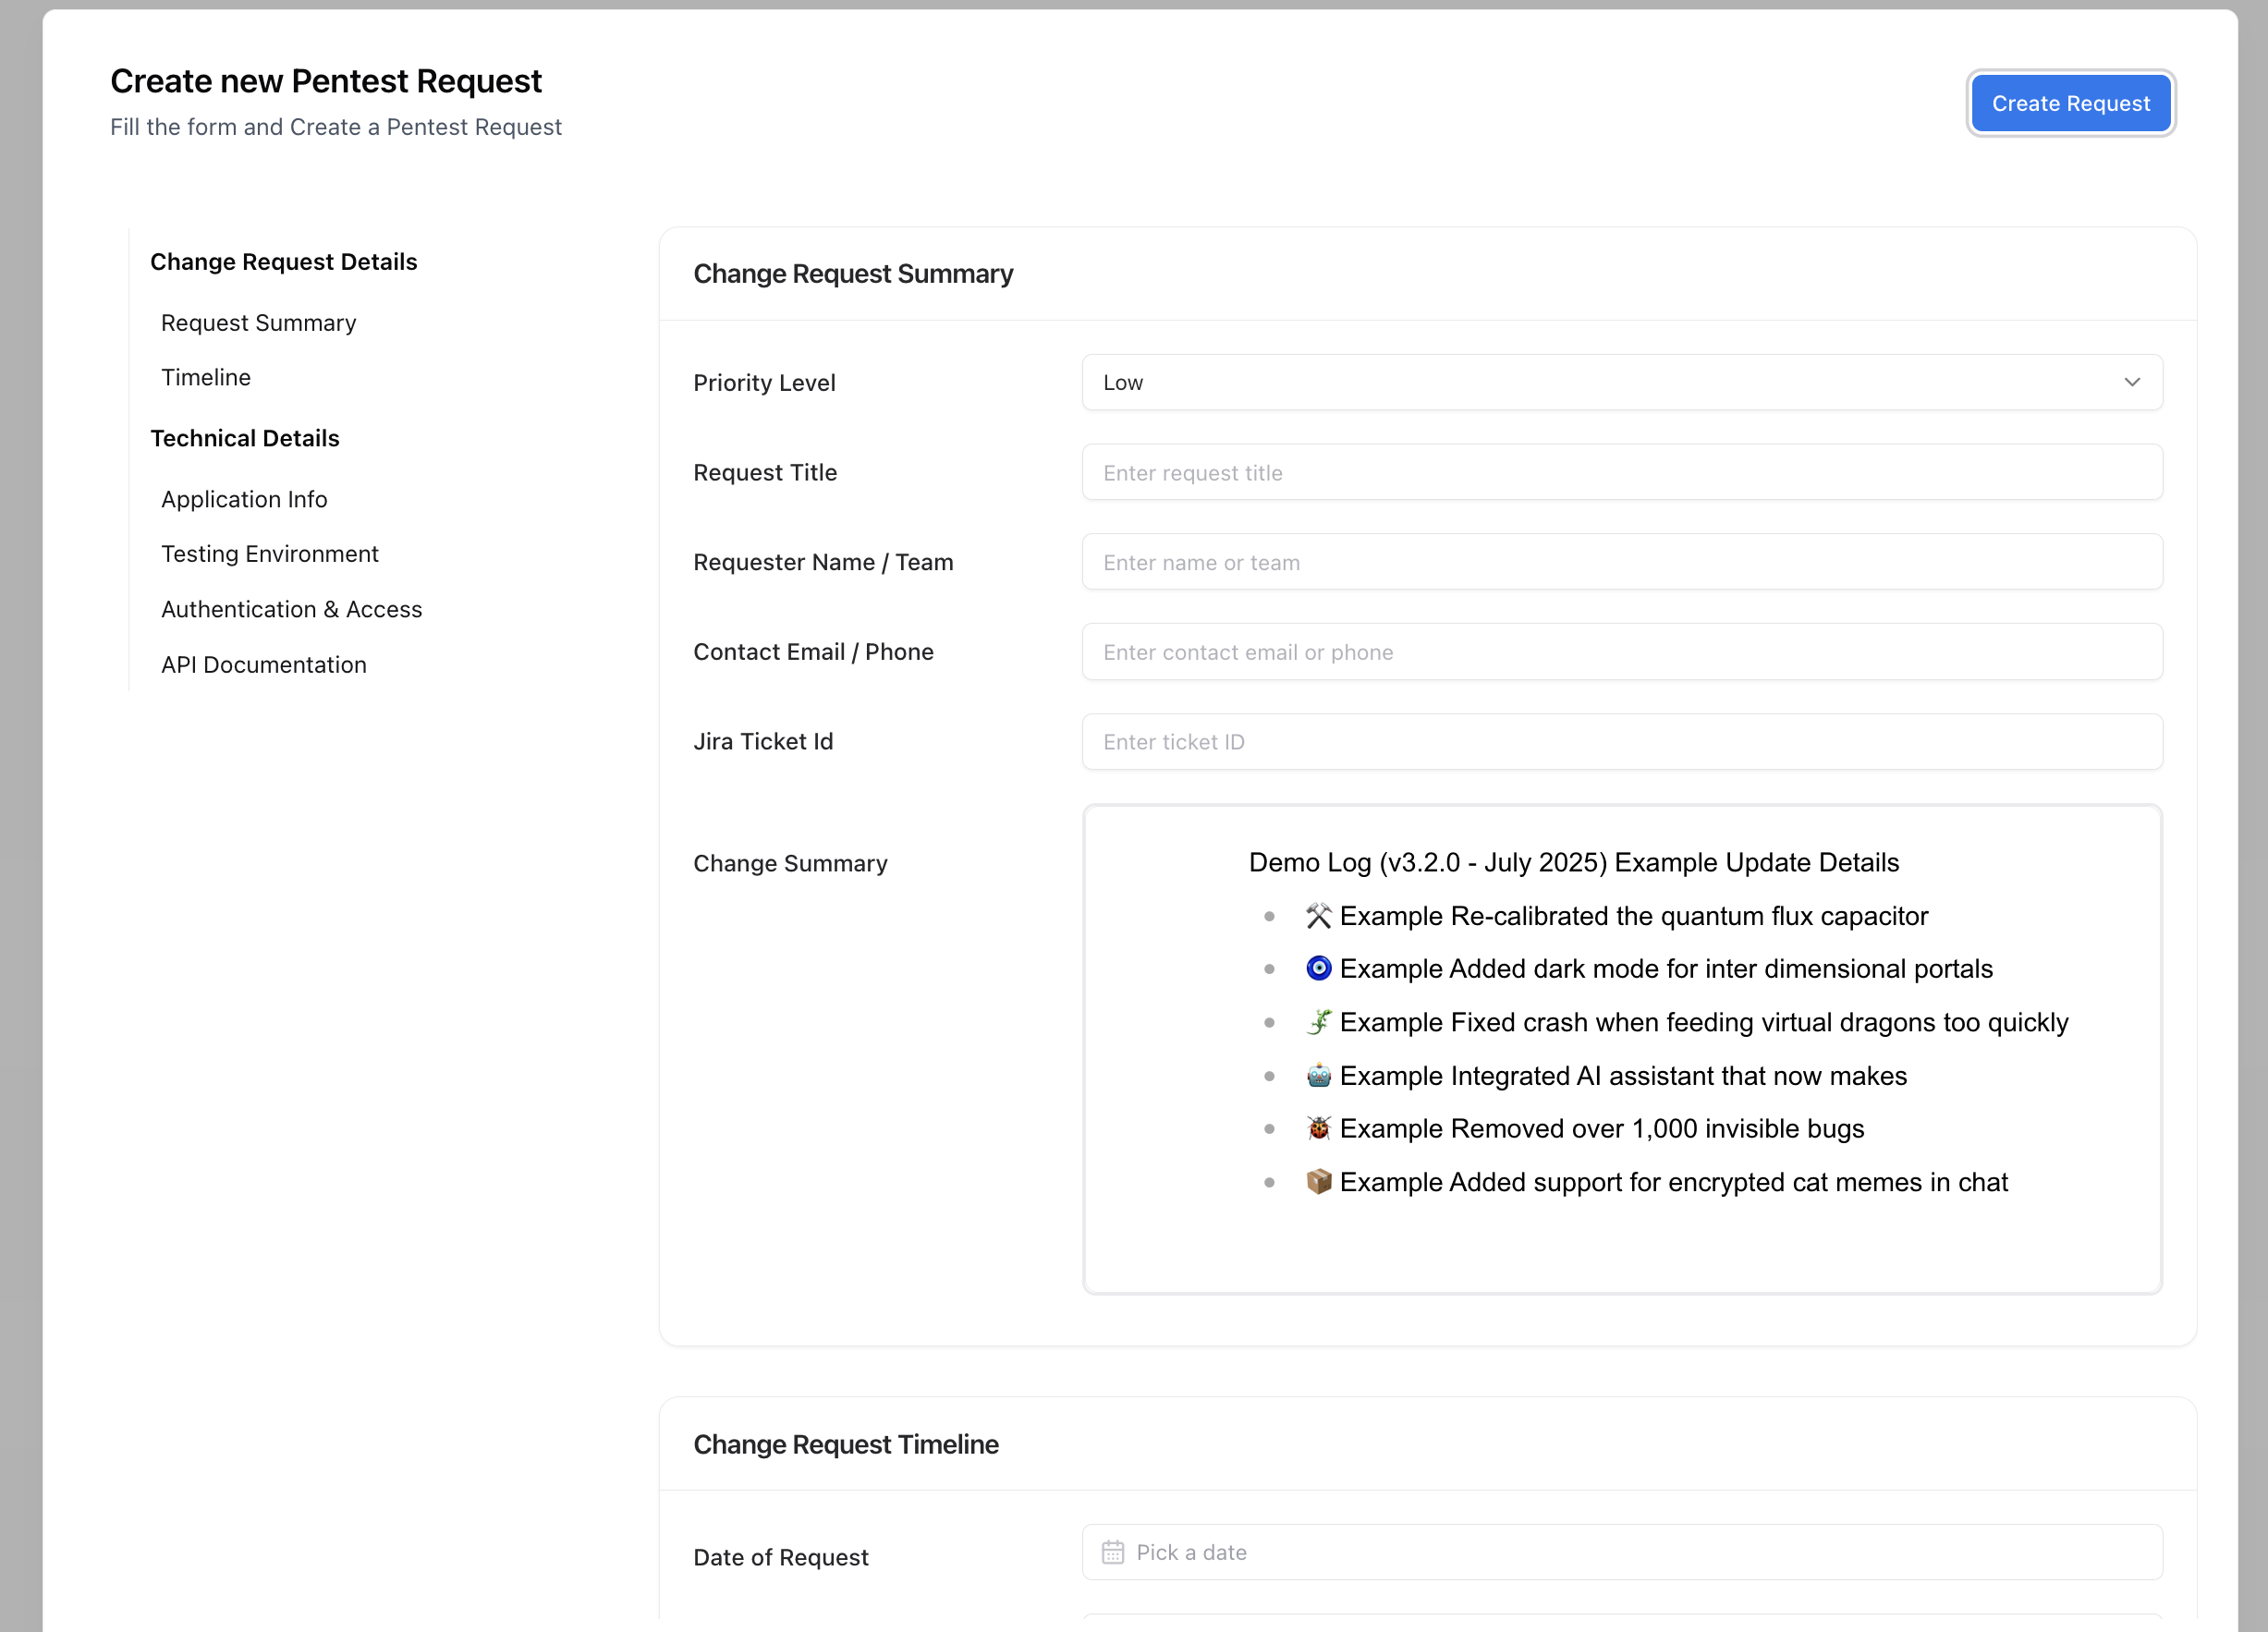 Create new Pentest Request
Fill the form and Create a Pentest Request
Create Request
Change Request Details
Request Summary
Timeline
Technical Details
Application Info
Testing Environment
Authentication & Access
API Documentation
Change Request Summary
Priority Level
Low
Request Title
Enter request title
Requester Name / Team
Enter name or team
Contact Email / Phone
Enter contact email or phone
Jira Ticket Id
Enter ticket ID
Change Summary
Demo Log (v3.2.0 - July 2025) Example Update Details
• ⚒️ Example Re-calibrated the quantum flux capacitor
• 🧿 Example Added dark mode for inter dimensional portals
• 🦎 Example Fixed crash when feeding virtual dragons too quickly
• 🤖 Example Integrated AI assistant that now makes
• 🐞 Example Removed over 1,000 invisible bugs
• 📦 Example Added support for encrypted cat memes in chat
Change Request Timeline
Date of Request
Pick a date